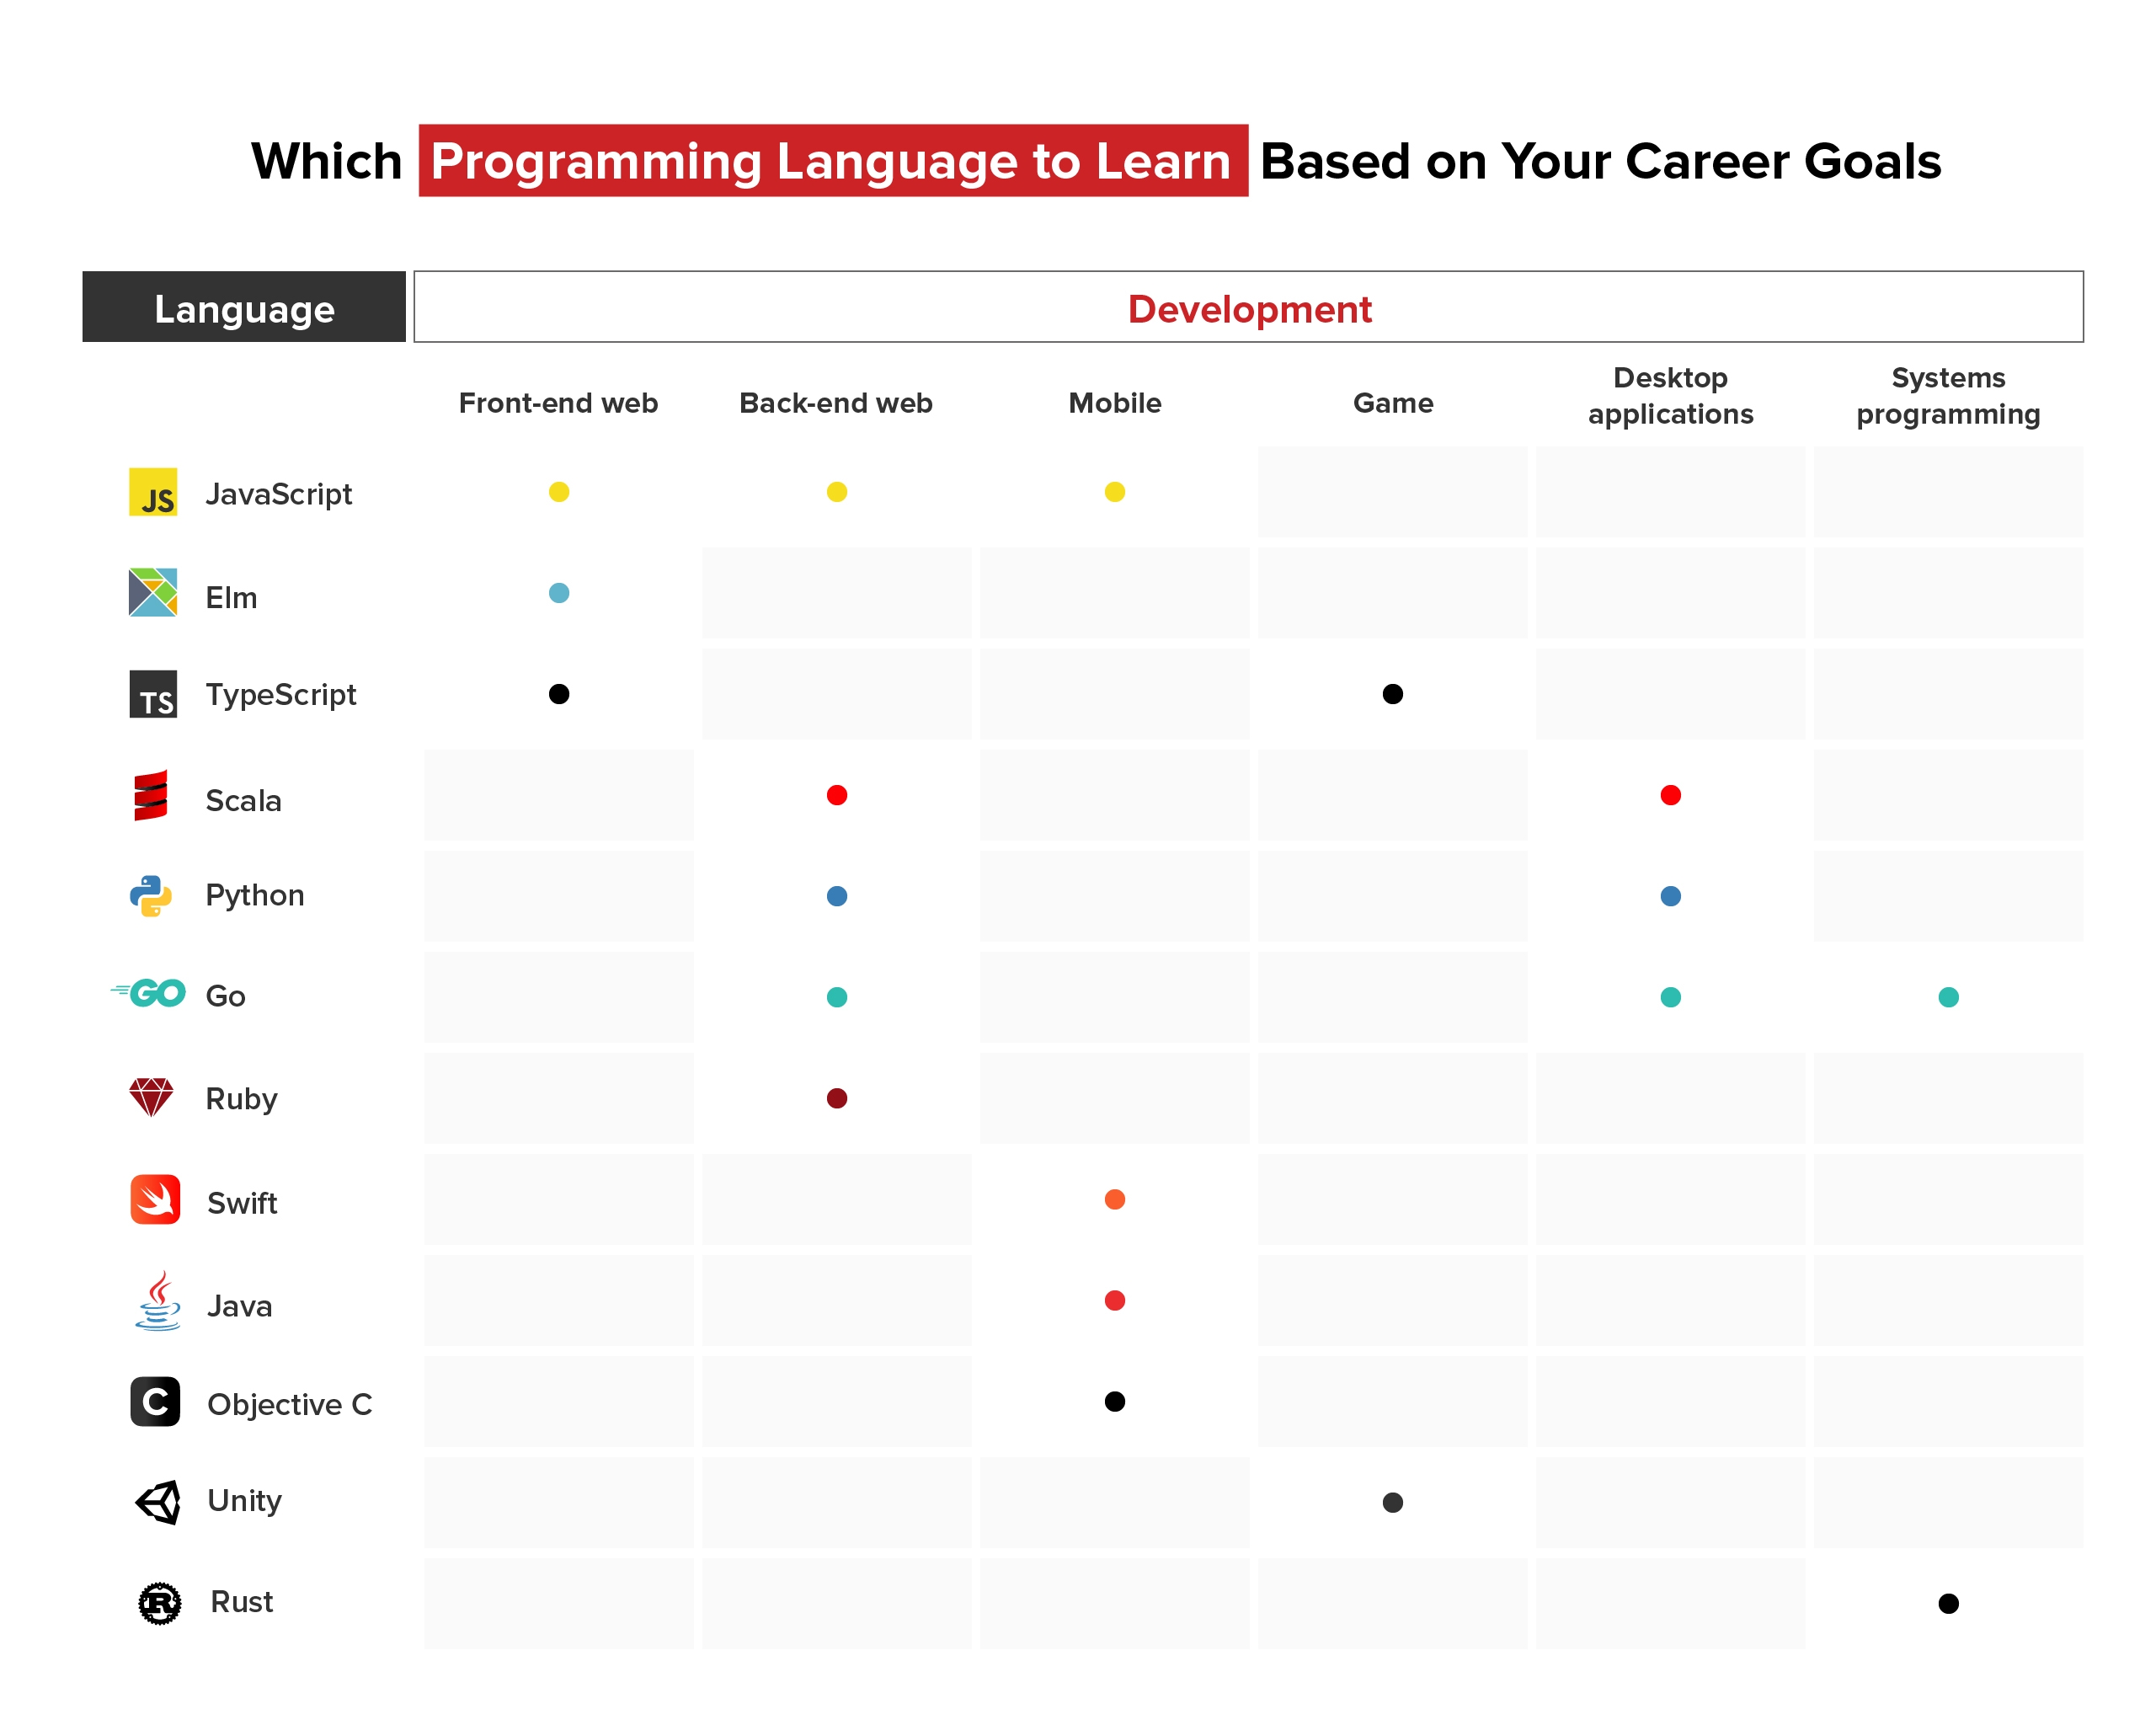 Which Programming Language to Learn Based on Your Career Goals
Language
Development
Front-end web
Back-end web
Mobile
Game
Desktop
applications
Systems
programming
JS JavaScript
Elm
TS TypeScript
Scala
Python
GO Go
Ruby
Swift
Java
C Objective C
Unity
R Rust